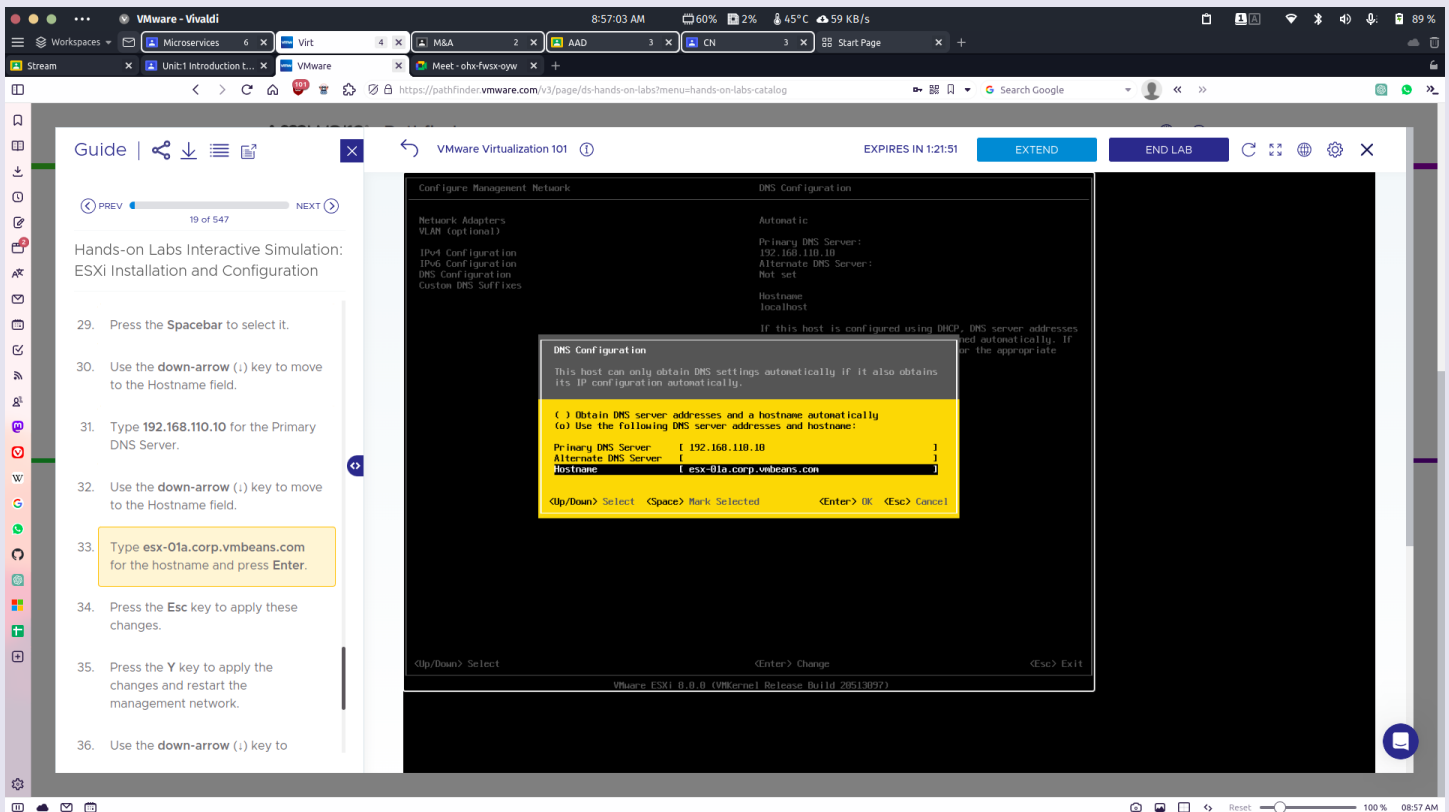 VMware - Vivaldi
8:57:03 AM
60%
2%
45°C
59 KB/s
1 A
89 %
Workspaces
Microservices 6
Virt 4
M&A 2
AAD 3
CN 3
Start Page
Stream
Unit:1 Introduction t...
VMware
Meet - ohx-fwsx-oyw
101
https://pathfinder.vmware.com/v3/page/ds-hands-on-labs?menu=hands-on-labs-catalog
Search Google
Guide
VMware Virtualization 101
EXPIRES IN 1:21:51
EXTEND
END LAB
PREV
NEXT
19 of 547
Hands-on Labs Interactive Simulation:
ESXi Installation and Configuration
29. Press the Spacebar to select it.
30. Use the down-arrow (↓) key to move
to the Hostname field.
31. Type 192.168.110.10 for the Primary
DNS Server.
32. Use the down-arrow (↓) key to move
to the Hostname field.
33. Type esx-01a.corp.vmbeans.com
for the hostname and press Enter.
34. Press the Esc key to apply these
changes.
35. Press the Y key to apply the
changes and restart the
management network.
36. Use the down-arrow (↓) key to
Configure Management Network
DNS Configuration
Network Adapters
VLAN (optional)
IPv4 Configuration
IPv6 Configuration
DNS Configuration
Custom DNS Suffixes
Automatic
Primary DNS Server:
192.168.110.10
Alternate DNS Server:
Not set
Hostname
localhost
If this host is configured using DHCP, DNS server addresses
ned automatically. If
or the appropriate
DNS Configuration
This host can only obtain DNS settings automatically if it also obtains
its IP configuration automatically.
( ) Obtain DNS server addresses and a hostname automatically
(o) Use the following DNS server addresses and hostname:
Primary DNS Server [ 192.168.110.10 ]
Alternate DNS Server [ ]
Hostname [ esx-01a.corp.vmbeans.com ]
<Up/Down> Select <Space> Mark Selected <Enter> OK <Esc> Cancel
<Up/Down> Select
<Enter> Change
<Esc> Exit
VMware ESXi 8.0.0 (VMKernel Release Build 20513097)
2
Reset
100 %
08:57 AM